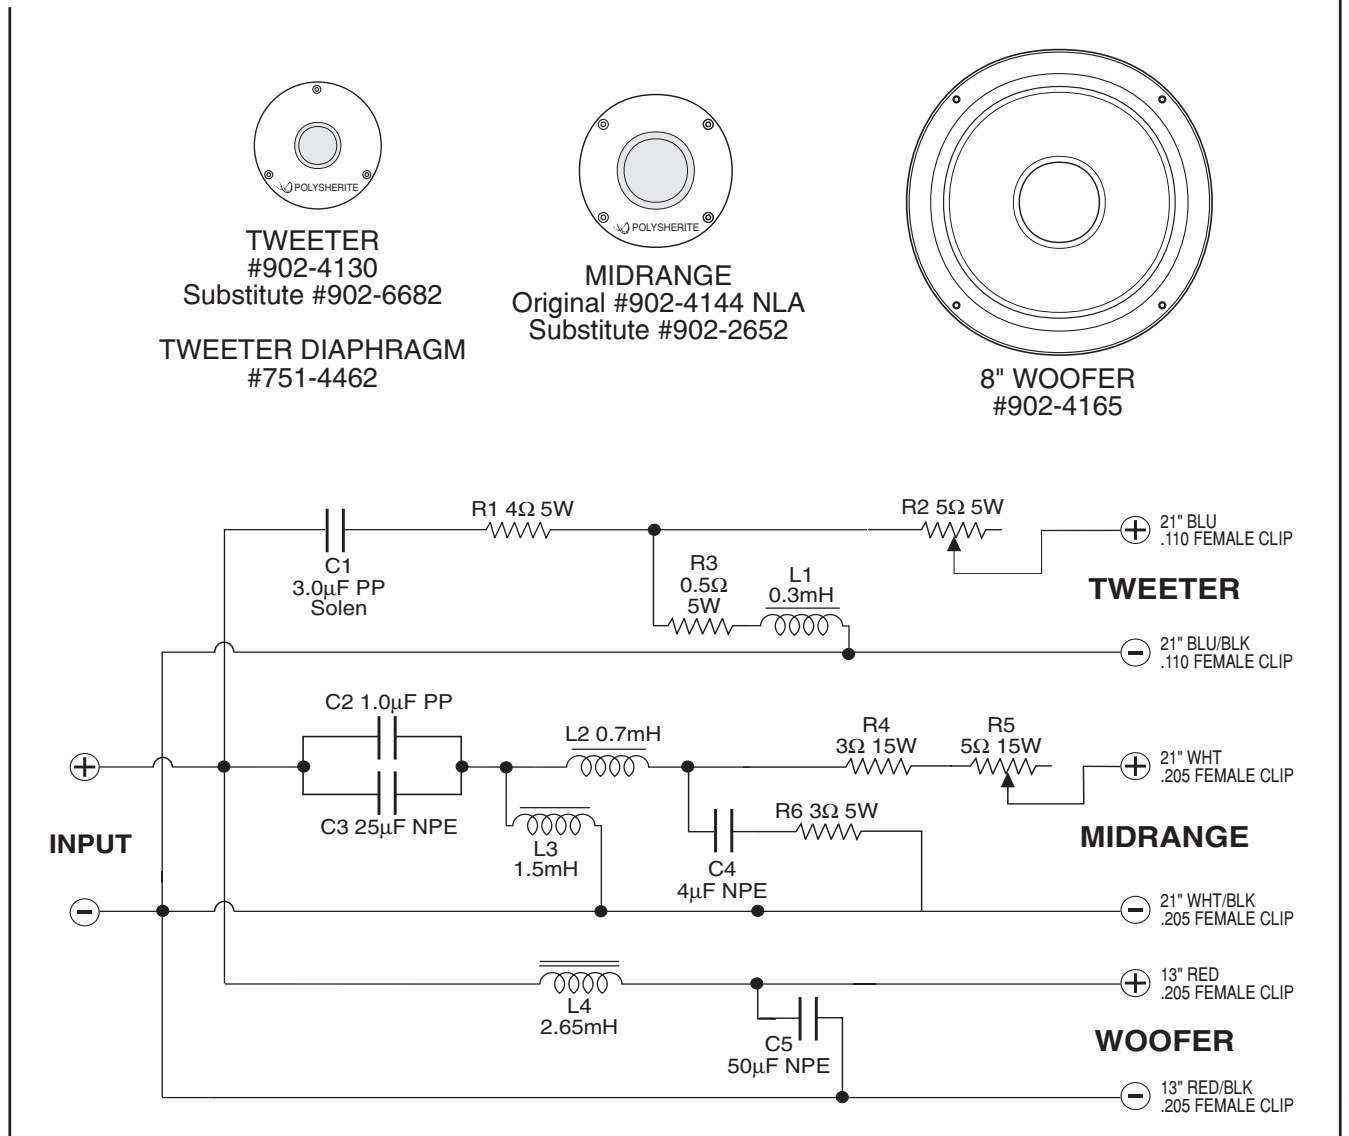 POLYSHERITE
TWEETER
#902-4130
Substitute #902-6682
TWEETER DIAPHRAGM
#751-4462
POLYSHERITE
MIDRANGE
Original #902-4144 NLA
Substitute #902-2652
8" WOOFER
#902-4165
R1 4Ω 5W
R2 5Ω 5W
+
21" BLU
.110 FEMALE CLIP
C1
3.0µF PP
Solen
R3
0.5Ω
5W
L1
0.3mH
TWEETER
−
21" BLU/BLK
.110 FEMALE CLIP
C2 1.0µF PP
L2 0.7mH
R4
3Ω 15W
R5
5Ω 15W
+
+
21" WHT
.205 FEMALE CLIP
C3 25µF NPE
L3
1.5mH
R6 3Ω 5W
C4
4µF NPE
INPUT
MIDRANGE
−
−
21" WHT/BLK
.205 FEMALE CLIP
L4
2.65mH
+
13" RED
.205 FEMALE CLIP
C5
50µF NPE
WOOFER
−
13" RED/BLK
.205 FEMALE CLIP